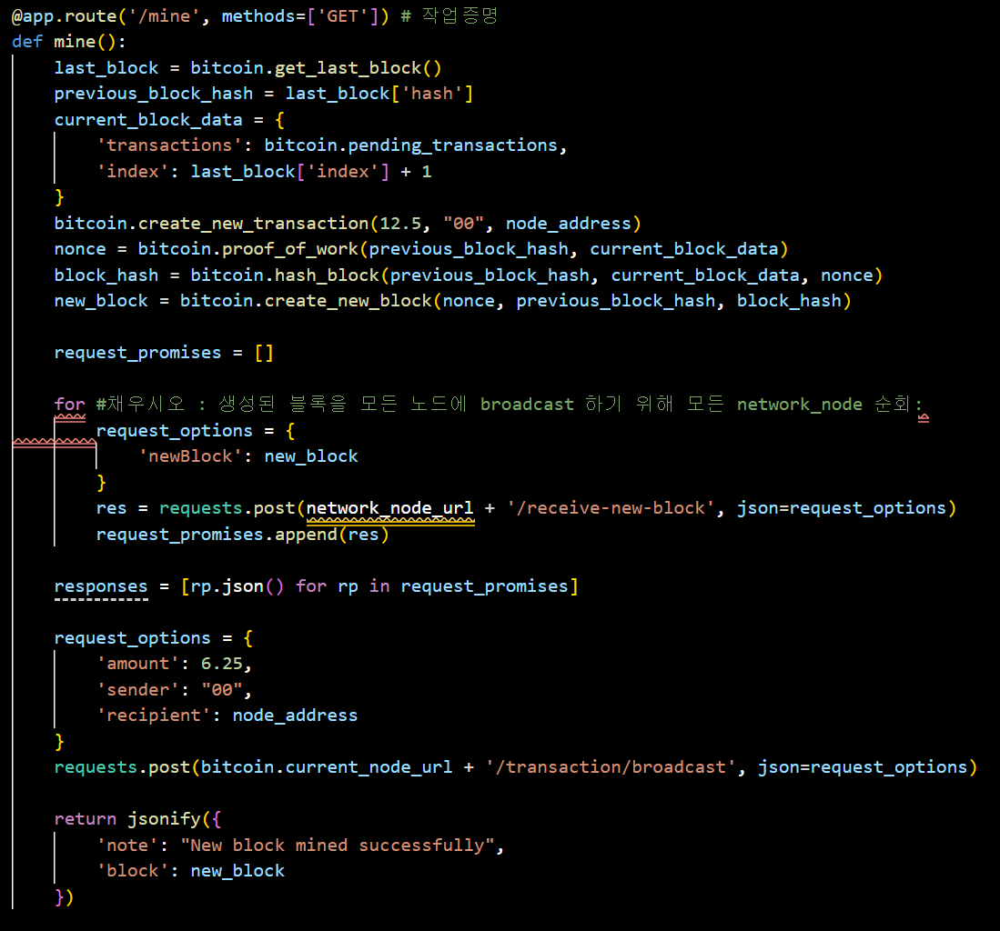 @app.route('/mine', methods=['GET']) # 작업증명
def mine():
    last_block = bitcoin.get_last_block()
    previous_block_hash = last_block['hash']
    current_block_data = {
        'transactions': bitcoin.pending_transactions,
        'index': last_block['index'] + 1
    }
    bitcoin.create_new_transaction(12.5, "00", node_address)
    nonce = bitcoin.proof_of_work(previous_block_hash, current_block_data)
    block_hash = bitcoin.hash_block(previous_block_hash, current_block_data, nonce)
    new_block = bitcoin.create_new_block(nonce, previous_block_hash, block_hash)
    request_promises = []
    for #채우시오 : 생성된 블록을 모든 노드에 broadcast 하기 위해 모든 network_node 순회:
        request_options = {
            'newBlock': new_block
        }
        res = requests.post(network_node_url + '/receive-new-block', json=request_options)
        request_promises.append(res)
    responses = [rp.json() for rp in request_promises]
    request_options = {
        'amount': 6.25,
        'sender': "00",
        'recipient': node_address
    }
    requests.post(bitcoin.current_node_url + '/transaction/broadcast', json=request_options)
    return jsonify({
        'note': "New block mined successfully",
        'block': new_block
    })